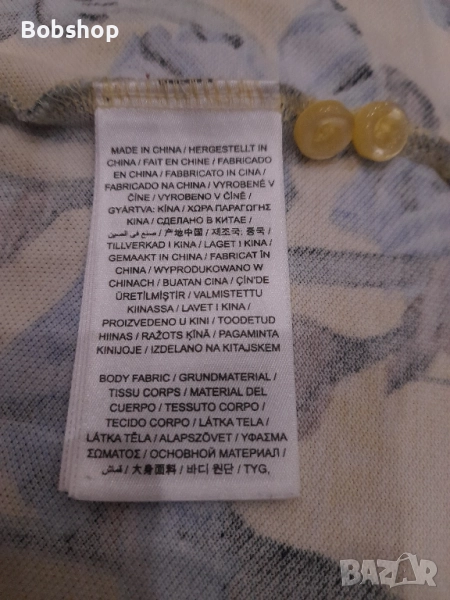 Bobshop
MADE IN CHINA / HERGESTELLT IN
CHINA / FAIT EN CHINE / FABRICADO
EN CHINA / FABBRICATO IN CINA /
FABRICADO NA CHINA / VYROBENÉ V
ČÍNE / VYROBENO V ČÍNĚ /
GYÁRTVA: KÍNA / ΧΩΡΑ ΠΑΡΑΓΩΓΗΣ
ΚΙΝΑ / СДЕЛАНО В КИТАЕ /
صنع في الصين / 产地中国 / 제조국: 중국 /
TILLVERKAD I KINA / LAGET I KINA /
GEMAAKT IN CHINA / FABRICAT ÎN
CHINA / WYPRODUKOWANO W
CHINACH / BUATAN CINA / ÇİN'DE
ÜRETİLMİŞTİR / VALMISTETTU
KIINASSA / LAVET I KINA /
PROIZVEDENO U KINI / TOODETUD
HIINAS / RAŽOTS ĶĪNĀ / PAGAMINTA
KINIJOJE / IZDELANO NA KITAJSKEM
BODY FABRIC / GRUNDMATERIAL /
TISSU CORPS / MATERIAL DEL
CUERPO / TESSUTO CORPO /
TECIDO CORPO / LÁTKA TELA /
LÁTKA TĚLA / ALAPSZÖVET / ΥΦΑΣΜΑ
ΣΩΜΑΤΟΣ / ОСНОВНОЙ МАТЕРИАЛ /
قماش / 大身面料 / 바디 원단 / TYG,
BAZAR